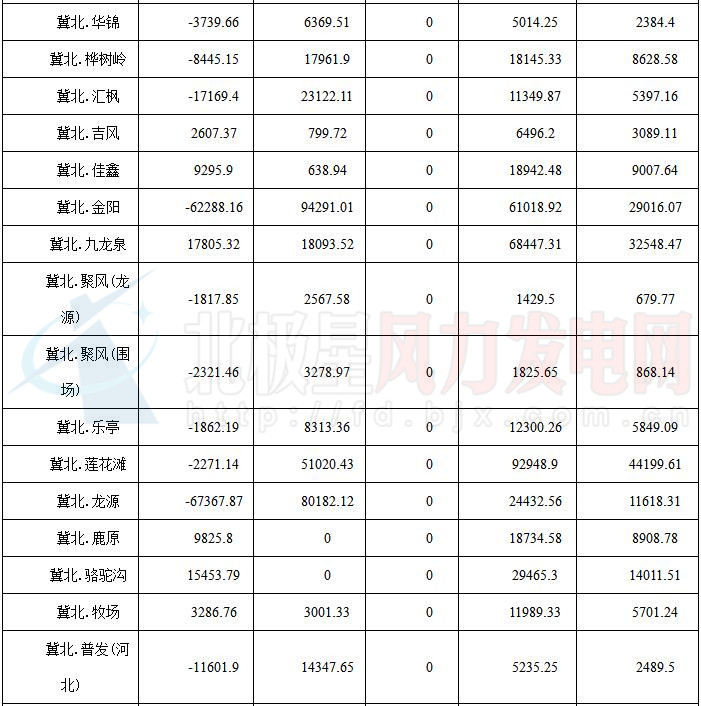 冀北.华锦 -3739.66 6369.51 0 5014.25 2384.4
冀北.桦树岭 -8445.15 17961.9 0 18145.33 8628.58
冀北.汇枫 -17169.4 23122.11 0 11349.87 5397.16
冀北.吉风 2607.37 799.72 0 6496.2 3089.11
冀北.佳鑫 9295.9 638.94 0 18942.48 9007.64
冀北.金阳 -62288.16 94291.01 0 61018.92 29016.07
冀北.九龙泉 17805.32 18093.52 0 68447.31 32548.47
冀北.聚风(龙
源) -1817.85 2567.58 0 1429.5 679.77
冀北.聚风(围
场) -2321.46 3278.97 0 1825.65 868.14
冀北.乐亭 -1862.19 8313.36 0 12300.26 5849.09
冀北.莲花滩 -2271.14 51020.43 0 92948.9 44199.61
冀北.龙源 -67367.87 80182.12 0 24432.56 11618.31
冀北.鹿原 9825.8 0 0 18734.58 8908.78
冀北.骆驼沟 15453.79 0 0 29465.3 14011.51
冀北.牧场 3286.76 3001.33 0 11989.33 5701.24
冀北.普发(河
北) -11601.9 14347.65 0 5235.25 2489.5
北极星风力发电网
http://fd.bjx.com.cn